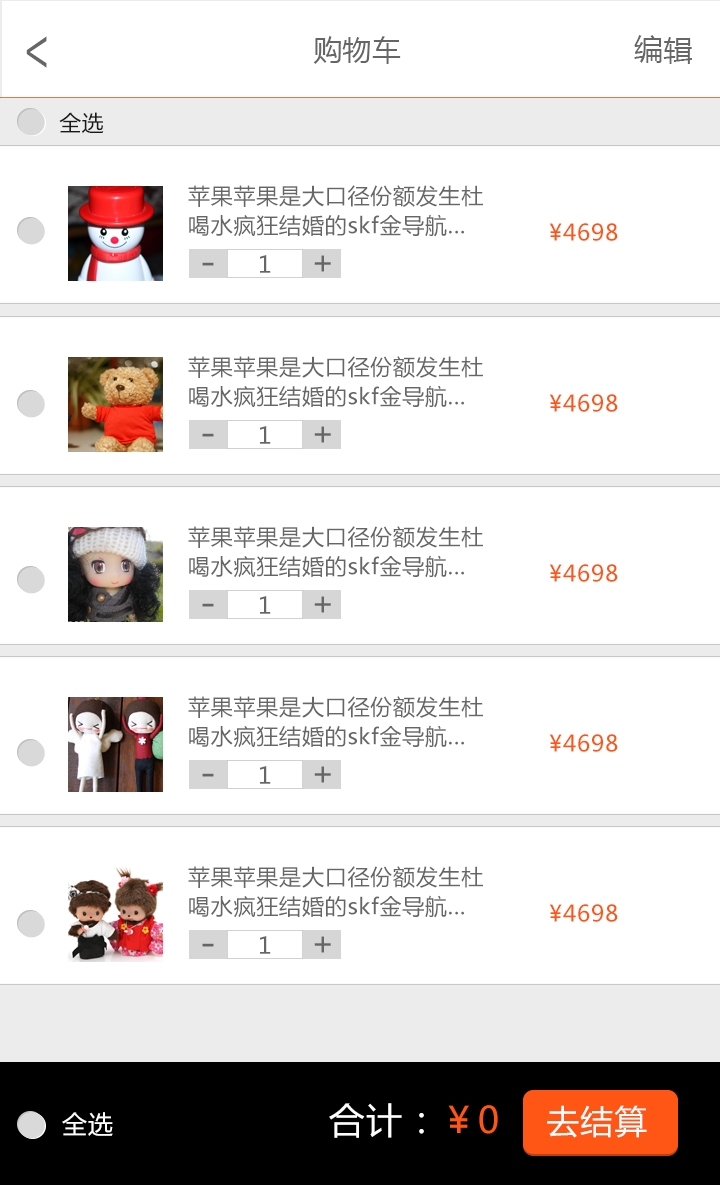 购物车
编辑
全选
苹果苹果是大口径份额发生杜
喝水疯狂结婚的skf金导航...
¥4698
- 1 +
苹果苹果是大口径份额发生杜
喝水疯狂结婚的skf金导航...
¥4698
- 1 +
苹果苹果是大口径份额发生杜
喝水疯狂结婚的skf金导航...
¥4698
- 1 +
苹果苹果是大口径份额发生杜
喝水疯狂结婚的skf金导航...
¥4698
- 1 +
苹果苹果是大口径份额发生杜
喝水疯狂结婚的skf金导航...
¥4698
- 1 +
全选
合计：¥0
去结算